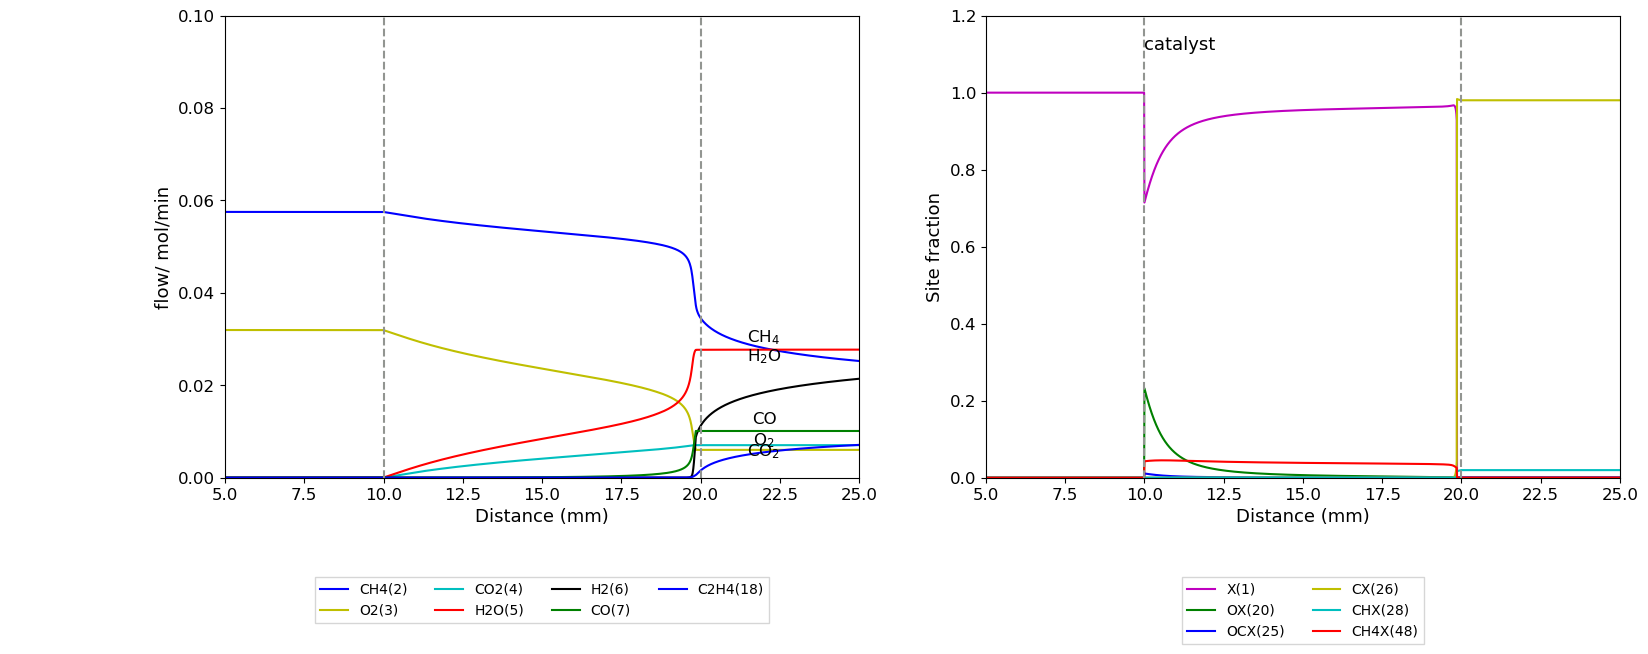 0.10
0.08
0.06
0.04
0.02
0.00
flow/ mol/min
CH₄
H₂O
CO
O₂
CO₂
5.0 7.5 10.0 12.5 15.0 17.5 20.0 22.5 25.0
Distance (mm)
CH4(2) CO2(4) H2(6) C2H4(18)
O2(3) H2O(5) CO(7)
1.2
1.0
0.8
0.6
0.4
0.2
0.0
Site fraction
catalyst
5.0 7.5 10.0 12.5 15.0 17.5 20.0 22.5 25.0
Distance (mm)
X(1) CX(26)
OX(20) CHX(28)
OCX(25) CH4X(48)